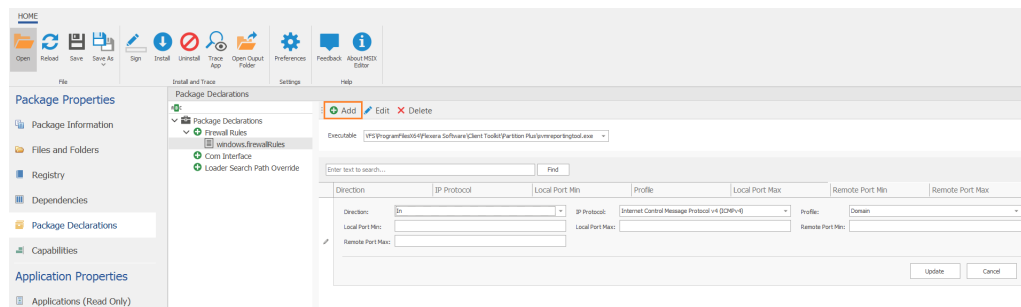 HOME
Open Reload Save Save As Sign Install Uninstall Trace App Open Ouput Folder Preferences Feedback About MSIX Editor
File Install and Trace Settings Help
Package Properties
Package Information
Files and Folders
Registry
Dependencies
Package Declarations
Capabilities
Application Properties
Applications (Read Only)
Package Declarations
Package Declarations
Firewall Rules
windows.firewallRules
Com Interface
Loader Search Path Override
Add Edit Delete
Executable VFS\ProgramFilesX64\Flexera Software\Client Toolkit\Partition Plus\svmreportingtool.exe
Enter text to search... Find
Direction IP Protocol Local Port Min Profile Local Port Max Remote Port Min Remote Port Max
Direction: In IP Protocol: Internet Control Message Protocol v4 (ICMPv4) Profile: Domain
Local Port Min: Local Port Max: Remote Port Min:
Remote Port Max:
Update Cancel